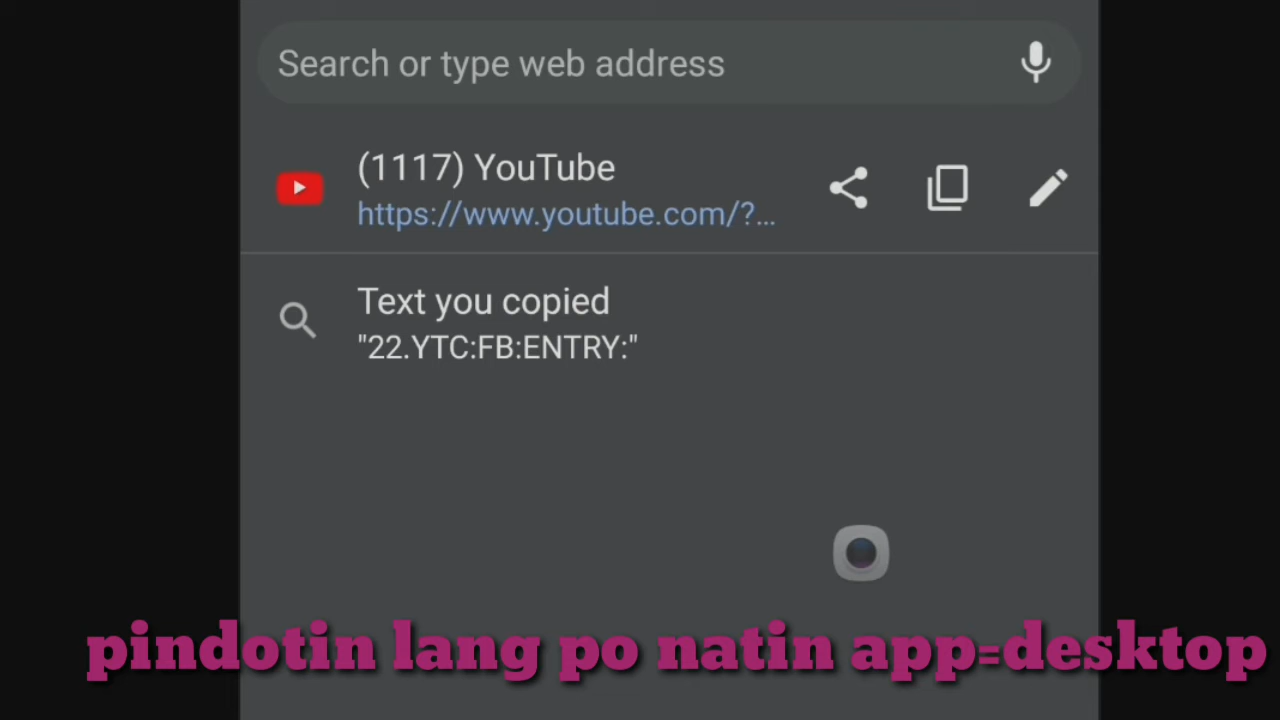 Search or type web address
(1117) YouTube
https://www.youtube.com/?...
Text you copied
"22.YTC:FB:ENTRY:"
pindotin lang po natin app=desktop